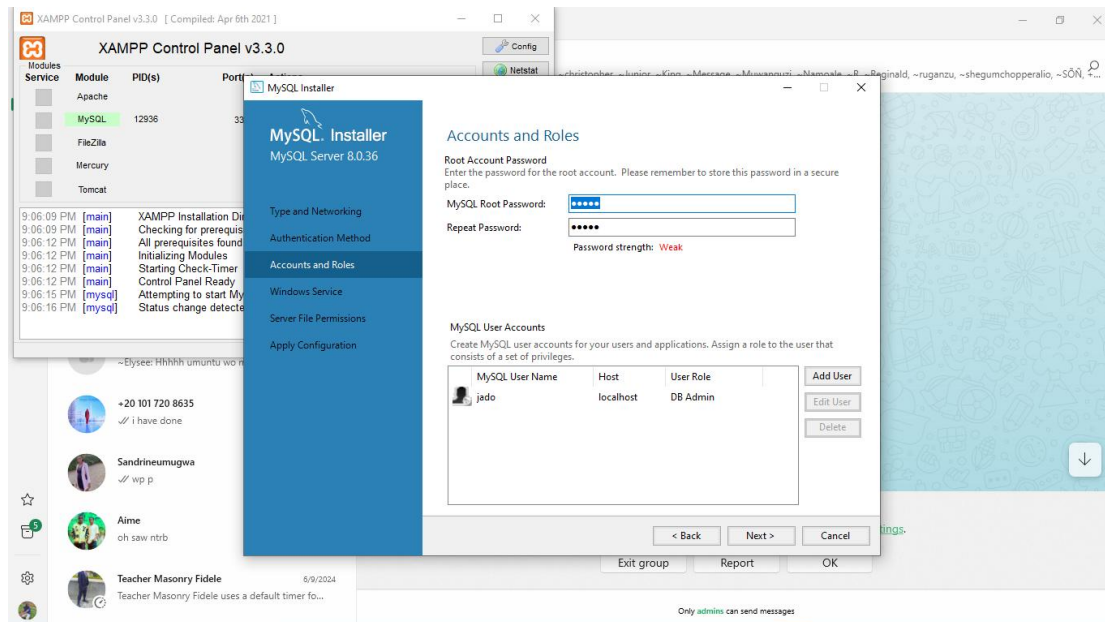 XAMPP Control Panel v3.3.0 [ Compiled: Apr 6th 2021 ]
XAMPP Control Panel v3.3.0
Config
Netstat
Modules
Service Module PID(s)
Apache
MySQL 12936 33
FileZilla
Mercury
Tomcat
9:06:09 PM [main] XAMPP Installation Di
9:06:09 PM [main] Checking for prerequis
9:06:12 PM [main] All prerequisites found
9:06:12 PM [main] Initializing Modules
9:06:12 PM [main] Starting Check-Timer
9:06:12 PM [main] Control Panel Ready
9:06:15 PM [mysql] Attempting to start My
9:06:16 PM [mysql] Status change detecte
~ruganzu, ~shegumchopperalio, ~SÕÑ,
MySQL Installer
MySQL. Installer
MySQL Server 8.0.36
Type and Networking
Authentication Method
Accounts and Roles
Windows Service
Server File Permissions
Apply Configuration
Accounts and Roles
Root Account Password
Enter the password for the root account. Please remember to store this password in a secure
place.
MySQL Root Password: •••••
Repeat Password: •••••
Password strength: Weak
MySQL User Accounts
Create MySQL user accounts for your users and applications. Assign a role to the user that
consists of a set of privileges.
MySQL User Name Host User Role
jado localhost DB Admin
Add User
Edit User
Delete
< Back Next > Cancel
~Elysee: Hhhhh umuntu wo
+20 101 720 8635
i have done
Sandrineumugwa
wp p
Aime
oh saw ntrb
5
Teacher Masonry Fidele 6/9/2024
Teacher Masonry Fidele uses a default timer fo...
tings.
Exit group Report OK
Only admins can send messages